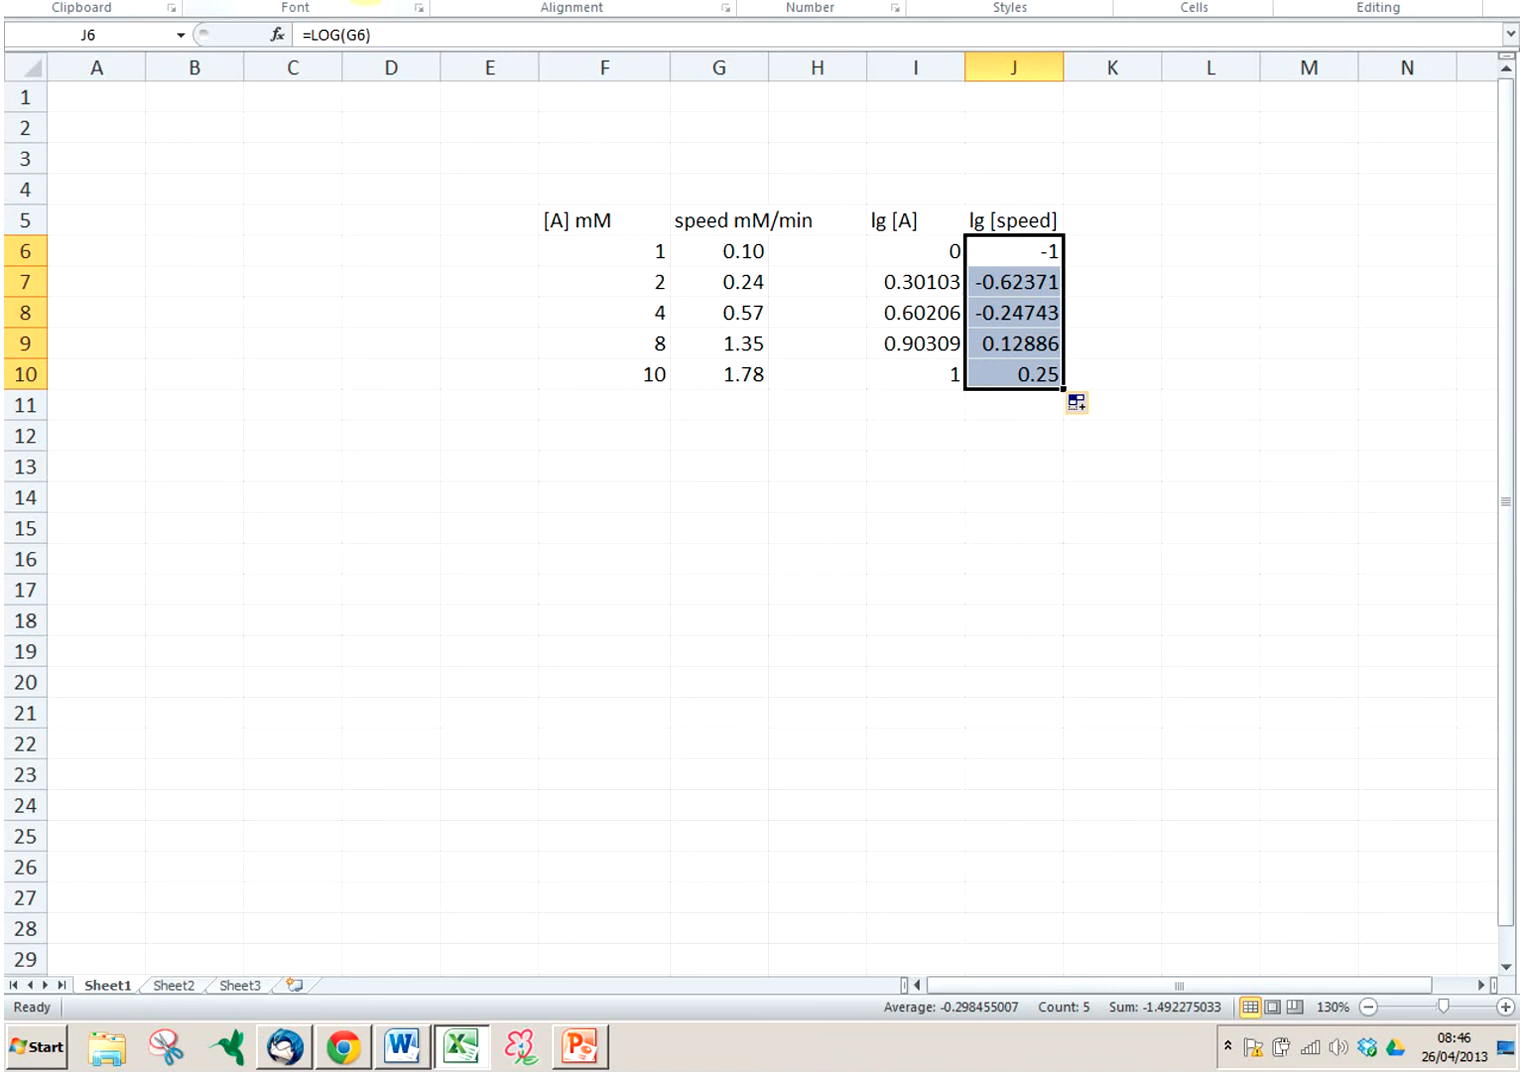 Clipboard Font Alignment Number Styles Cells Editing
J6 fx =LOG(G6)
A B C D E F G H I J K L M N
1
2
3
4
5 [A] mM speed mM/min lg [A] lg [speed]
6 1 0.10 0 -1
7 2 0.24 0.30103 -0.62371
8 4 0.57 0.60206 -0.24743
9 8 1.35 0.90309 0.12886
10 10 1.78 1 0.25
11
12
13
14
15
16
17
18
19
20
21
22
23
24
25
26
27
28
29
Sheet1 Sheet2 Sheet3
Ready Average: -0.298455007 Count: 5 Sum: -1.492275033 130%
Start 08:46
26/04/2013